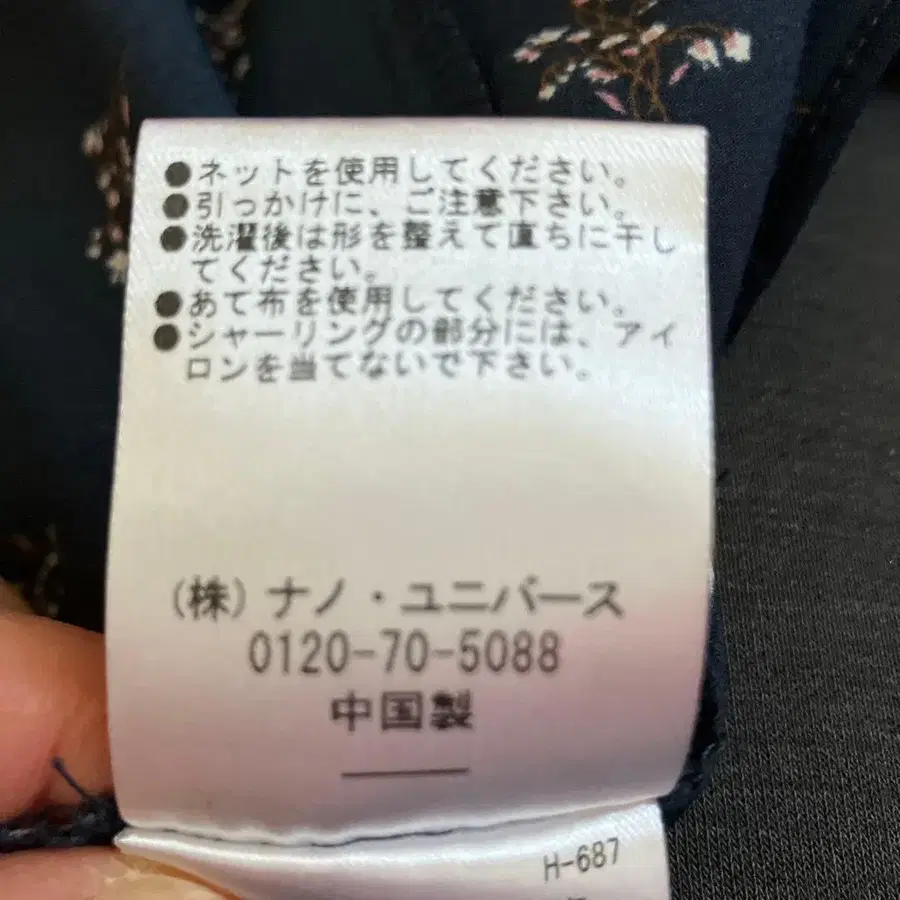 ●ネットを使用してください。
●引っかけに、ご注意下さい。
●洗濯後は形を整えて直ちに干し
てください。
●あて布を使用してください。
●シャーリングの部分には、アイ
ロンを当てないで下さい。
(株)ナノ・ユニバース
0120-70-5088
中国製
H-687